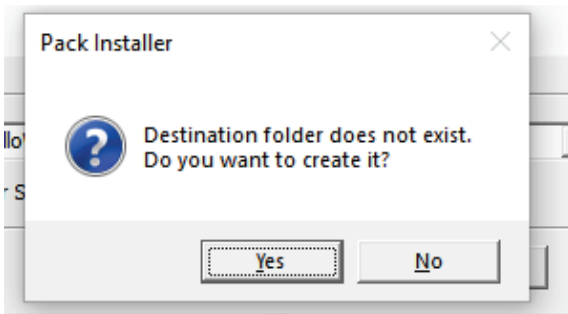 Pack Installer
Destination folder does not exist.
Do you want to create it?
Yes
No